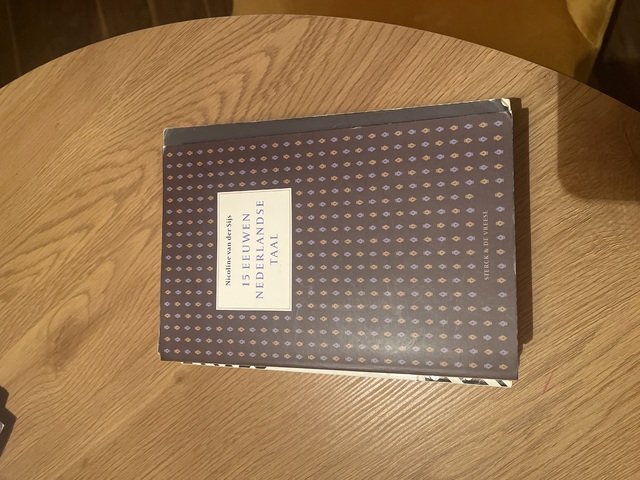 Nicoline van der Sijs
15 EEUWEN
NEDERLANDSE
TAAL
STERCK & DE VREESE